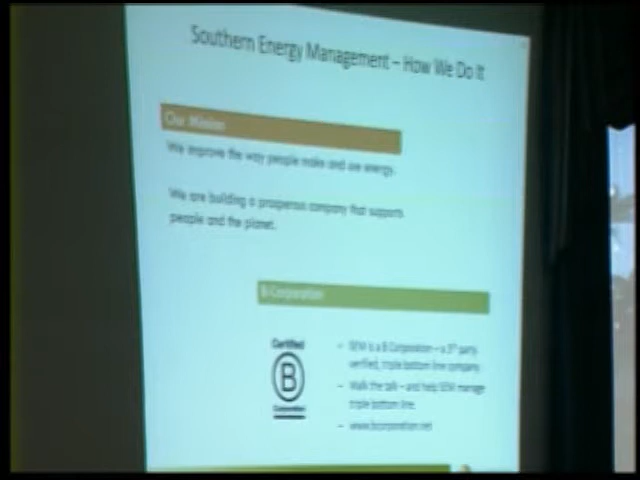 Southern Energy Management – How We Do It
Our Mission
We improve the way people make and use energy.
We are building a prosperous company that supports
people and the planet.
B Corporation
Certified
B
Corporation
– SEM is a B Corporation – a 3rd party
verified, triple bottom line company
– Walk the talk – and help SEM manage
triple bottom line.
– www.bcorporation.net